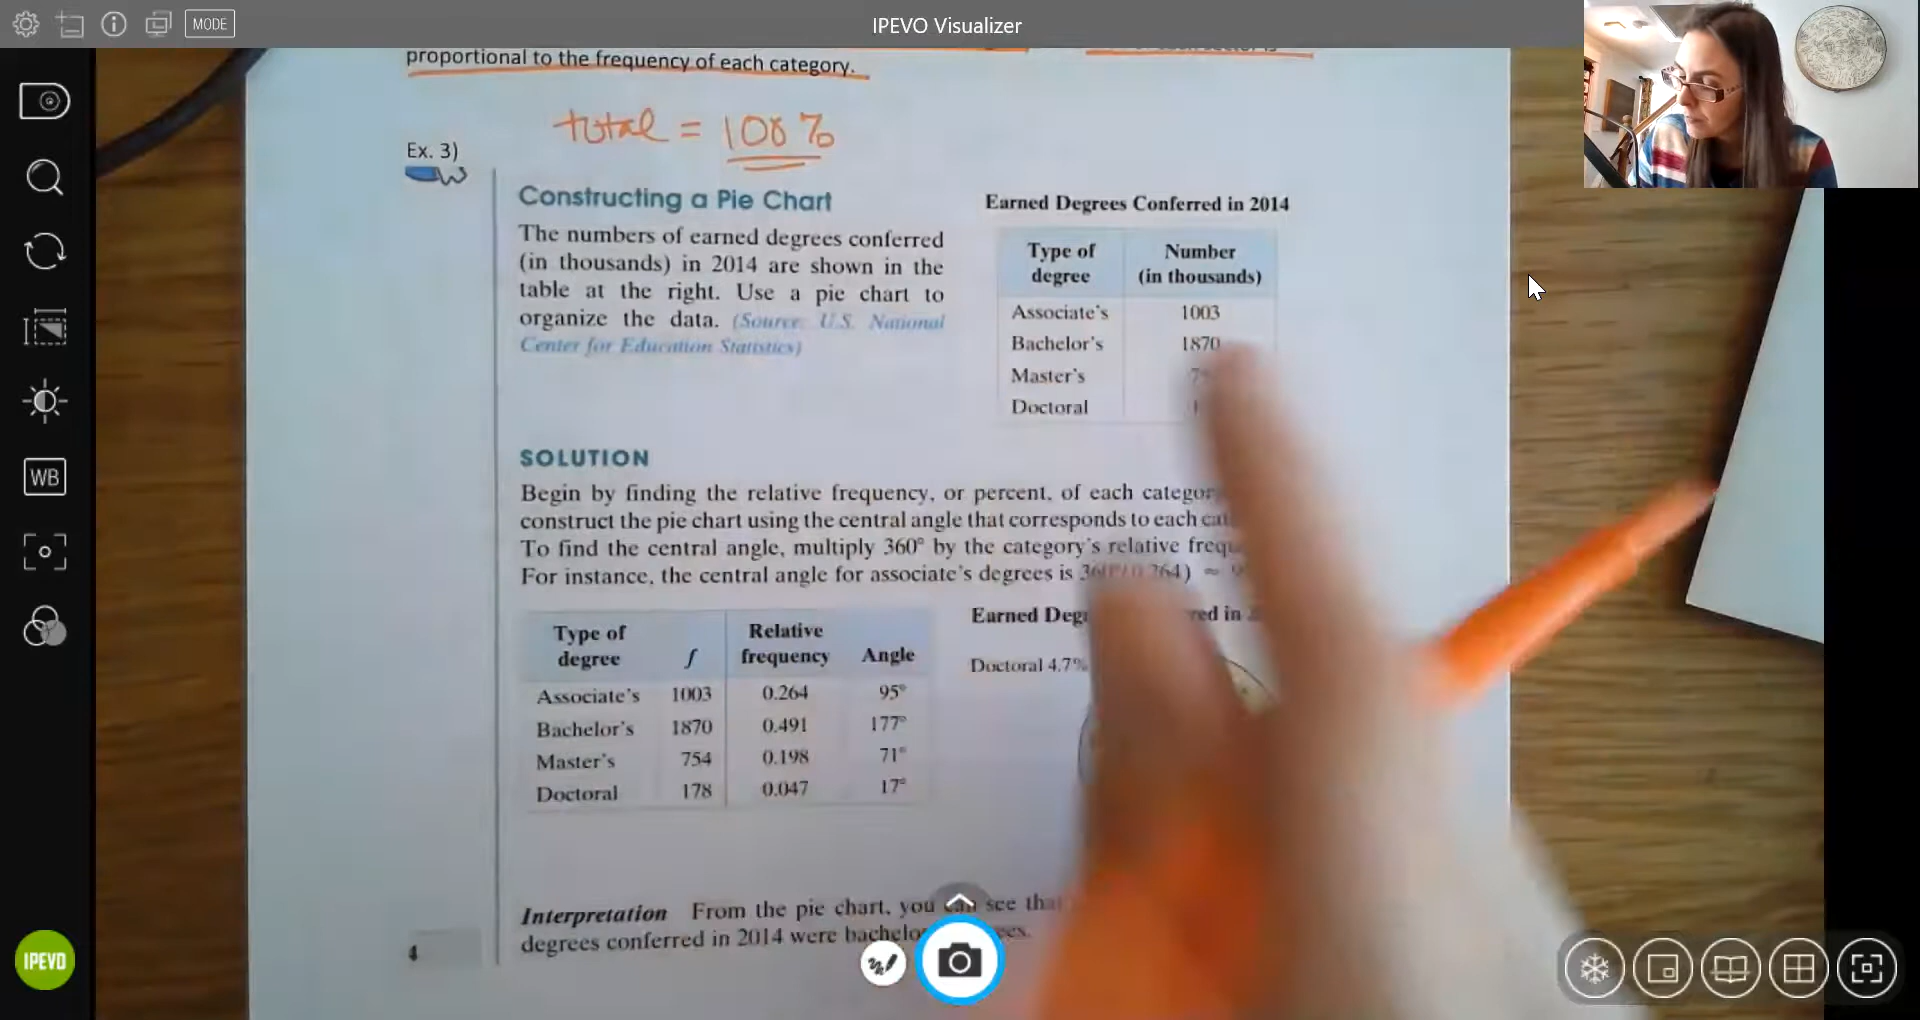 IPEVO Visualizer
MODE
WB
IPEVO
proportional to the frequency of each category.
total = 100%
Ex. 3)
Constructing a Pie Chart
The numbers of earned degrees conferred
(in thousands) in 2014 are shown in the
table at the right. Use a pie chart to
organize the data. (Source: U.S. National
Center for Education Statistics)
Earned Degrees Conferred in 2014
Type of degree Number (in thousands)
Associate's 1003
Bachelor's 1870
Master's
Doctoral
SOLUTION
Begin by finding the relative frequency, or percent, of each category
construct the pie chart using the central angle that corresponds to each
To find the central angle, multiply 360° by the category's relative
For instance, the central angle for associate's degrees is
Type of degree f Relative frequency Angle
Associate's 1003 0.264 95°
Bachelor's 1870 0.491 177°
Master's 754 0.198 71°
Doctoral 178 0.047 17°
Earned
Doctoral 4.7%
Interpretation From the pie chart, you can see that
degrees conferred in 2014 were
4